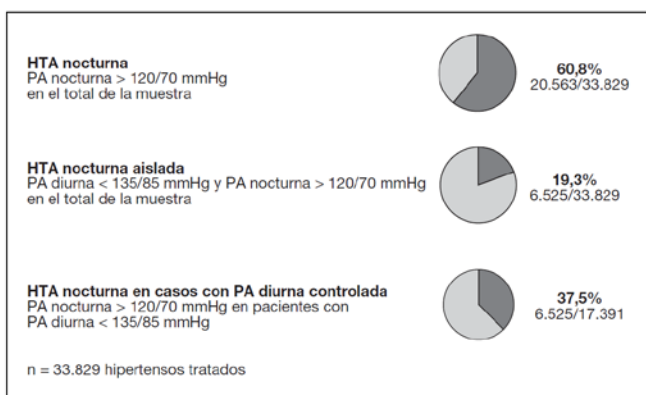 HTA nocturna
PA nocturna > 120/70 mmHg
en el total de la muestra
60,8%
20.563/33.829
HTA nocturna aislada
PA diurna < 135/85 mmHg y PA nocturna > 120/70 mmHg
en el total de la muestra
19,3%
6.525/33.829
HTA nocturna en casos con PA diurna controlada
PA nocturna > 120/70 mmHg en pacientes con
PA diurna < 135/85 mmHg
37,5%
6.525/17.391
n = 33.829 hipertensos tratados